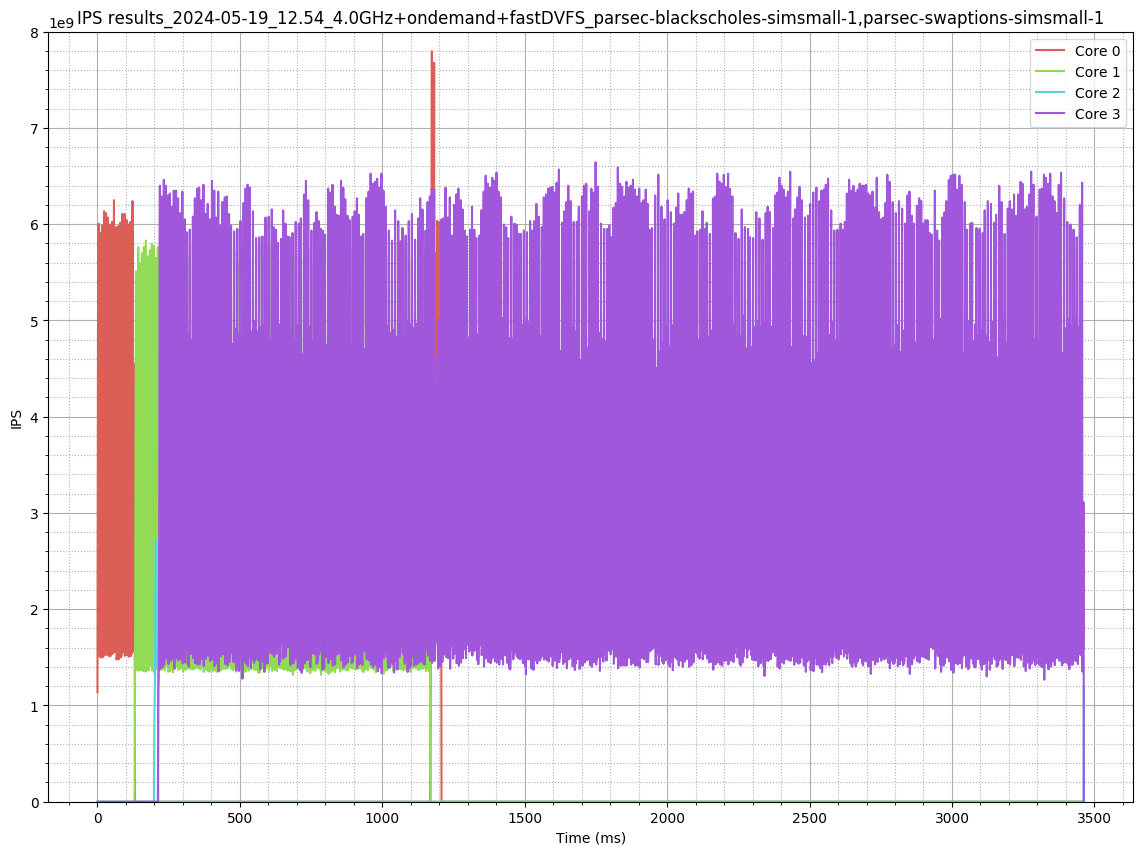 IPS results_2024-05-19_12.54_4.0GHz+ondemand+fastDVFS_parsec-blackscholes-simsmall-1,parsec-swaptions-simsmall-1
1e9
8
7
6
5
4
3
2
1
0
IPS
Core 0
Core 1
Core 2
Core 3
0
500
1000
1500
2000
2500
3000
3500
Time (ms)